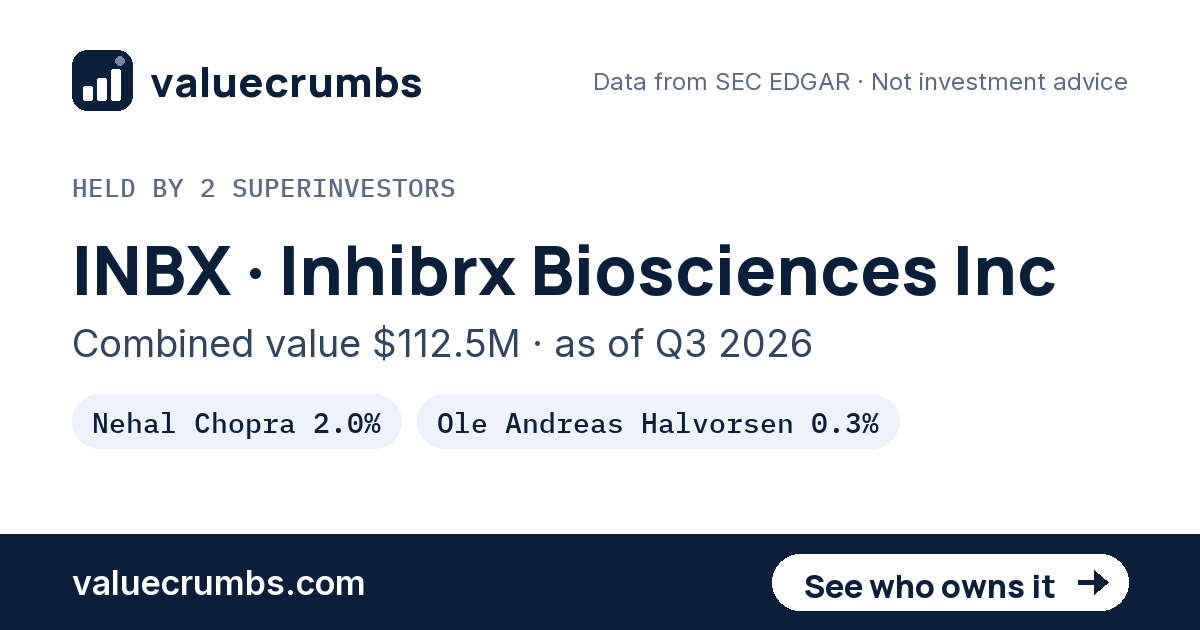 valuecrumbs
Data from SEC EDGAR · Not investment advice
HELD BY 2 SUPERINVESTORS
INBX · Inhibrx Biosciences Inc
Combined value $112.5M · as of Q3 2026
Nehal Chopra 2.0%
Ole Andreas Halvorsen 0.3%
valuecrumbs.com
See who owns it →